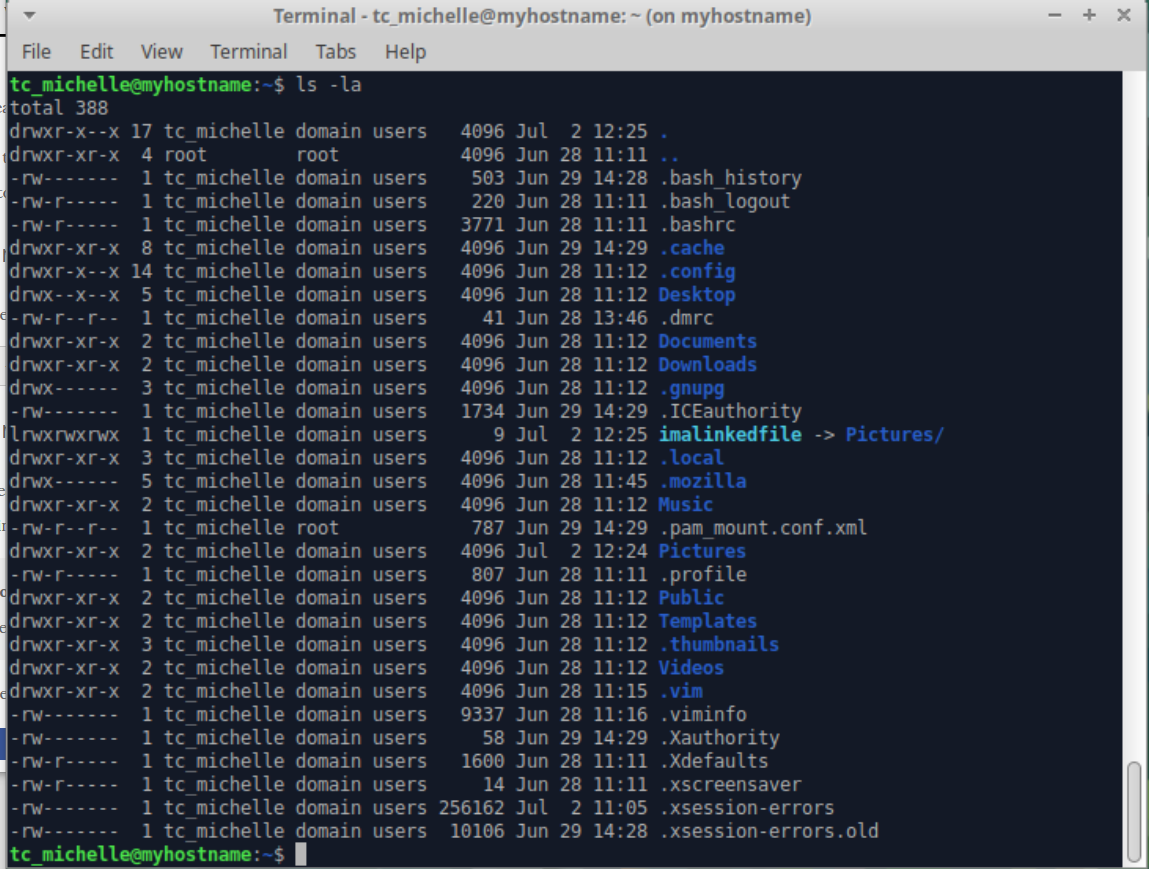 Terminal - tc_michelle@myhostname: ~ (on myhostname)
File Edit View Terminal Tabs Help
tc_michelle@myhostname:~$ ls -la
total 388
drwxr-x--x 17 tc_michelle domain users   4096 Jul  2 12:25 .
drwxr-xr-x  4 root        root           4096 Jun 28 11:11 ..
-rw-------  1 tc_michelle domain users    503 Jun 29 14:28 .bash_history
-rw-r-----  1 tc_michelle domain users    220 Jun 28 11:11 .bash_logout
-rw-r-----  1 tc_michelle domain users   3771 Jun 28 11:11 .bashrc
drwxr-xr-x  8 tc_michelle domain users   4096 Jun 29 14:29 .cache
drwxr-x--x 14 tc_michelle domain users   4096 Jun 28 11:12 .config
drwx--x--x  5 tc_michelle domain users   4096 Jun 28 11:12 Desktop
-rw-r--r--  1 tc_michelle domain users     41 Jun 28 13:46 .dmrc
drwxr-xr-x  2 tc_michelle domain users   4096 Jun 28 11:12 Documents
drwxr-xr-x  2 tc_michelle domain users   4096 Jun 28 11:12 Downloads
drwx------  3 tc_michelle domain users   4096 Jun 28 11:12 .gnupg
-rw-------  1 tc_michelle domain users   1734 Jun 29 14:29 .ICEauthority
lrwxrwxrwx  1 tc_michelle domain users      9 Jul  2 12:25 imalinkedfile -> Pictures/
drwxr-xr-x  3 tc_michelle domain users   4096 Jun 28 11:12 .local
drwx------  5 tc_michelle domain users   4096 Jun 28 11:45 .mozilla
drwxr-xr-x  2 tc_michelle domain users   4096 Jun 28 11:12 Music
-rw-r--r--  1 tc_michelle root            787 Jun 29 14:29 .pam_mount.conf.xml
drwxr-xr-x  2 tc_michelle domain users   4096 Jul  2 12:24 Pictures
-rw-r-----  1 tc_michelle domain users    807 Jun 28 11:11 .profile
drwxr-xr-x  2 tc_michelle domain users   4096 Jun 28 11:12 Public
drwxr-xr-x  2 tc_michelle domain users   4096 Jun 28 11:12 Templates
drwxr-xr-x  3 tc_michelle domain users   4096 Jun 28 11:12 .thumbnails
drwxr-xr-x  2 tc_michelle domain users   4096 Jun 28 11:12 Videos
drwxr-xr-x  2 tc_michelle domain users   4096 Jun 28 11:15 .vim
-rw-------  1 tc_michelle domain users   9337 Jun 28 11:16 .viminfo
-rw-------  1 tc_michelle domain users     58 Jun 29 14:29 .Xauthority
-rw-r-----  1 tc_michelle domain users   1600 Jun 28 11:11 .Xdefaults
-rw-r-----  1 tc_michelle domain users     14 Jun 28 11:11 .xscreensaver
-rw-------  1 tc_michelle domain users 256162 Jul  2 11:05 .xsession-errors
-rw-------  1 tc_michelle domain users  10106 Jun 29 14:28 .xsession-errors.old
tc_michelle@myhostname:~$